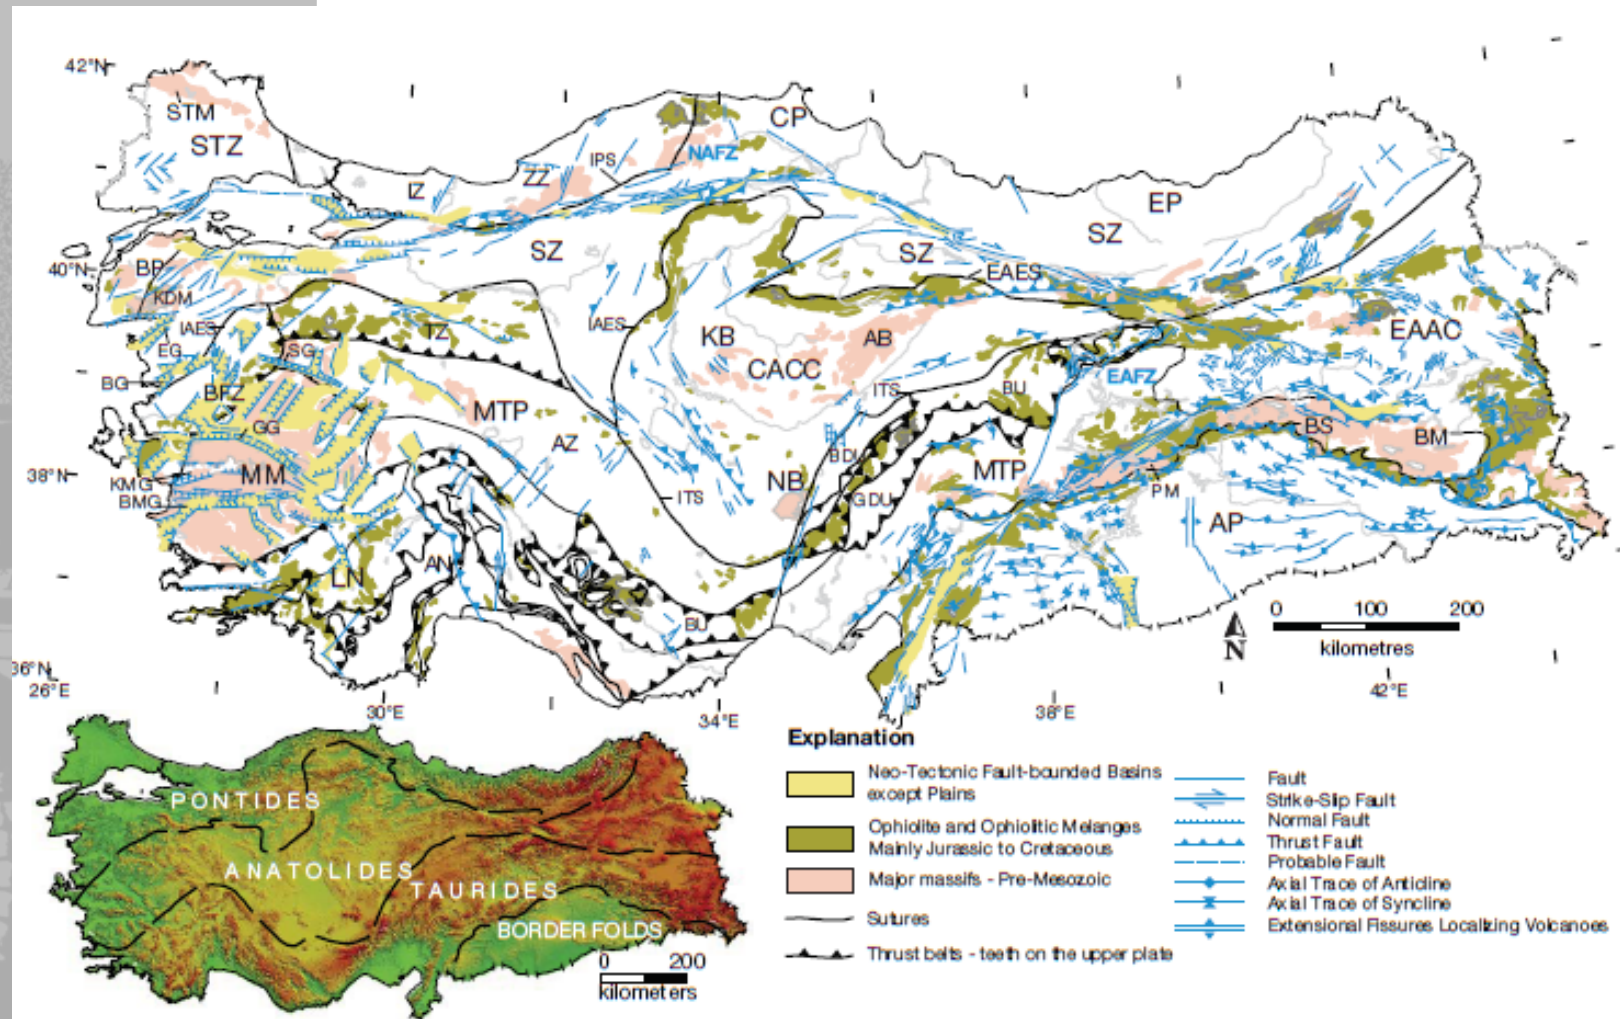 42°N
STM
STZ
CP
IPS
NAFZ
IZ
ZZ
EP
SZ
SZ
SZ
40°N
BP
EAES
KDM
IAES
IAES
TZ
KB
AB
EAAC
EG
SG
CACC
EAFZ
BG
BFZ
ITS
BU
MTP
GG
AZ
BS
BM
BDU
38°N
MM
NB
MTP
KMG
BMG
ITS
GDU
PM
AP
LN
AN
BU
0 100 200
kilometres
N
36°N
26°E
30°E
34°E
38°E
42°E
PONTIDES
ANATOLIDES
TAURIDES
BORDER FOLDS
0 200
kilometers
Explanation
Neo-Tectonic Fault-bounded Basins
except Plains
Ophiolite and Ophiolitic Melanges
Mainly Jurassic to Cretaceous
Major massifs - Pre-Mesozoic
Sutures
Thrust belts - teeth on the upper plate
Fault
Strike-Slip Fault
Normal Fault
Thrust Fault
Probable Fault
Axial Trace of Anticline
Axial Trace of Syncline
Extensional Fissures Localizing Volcanoes